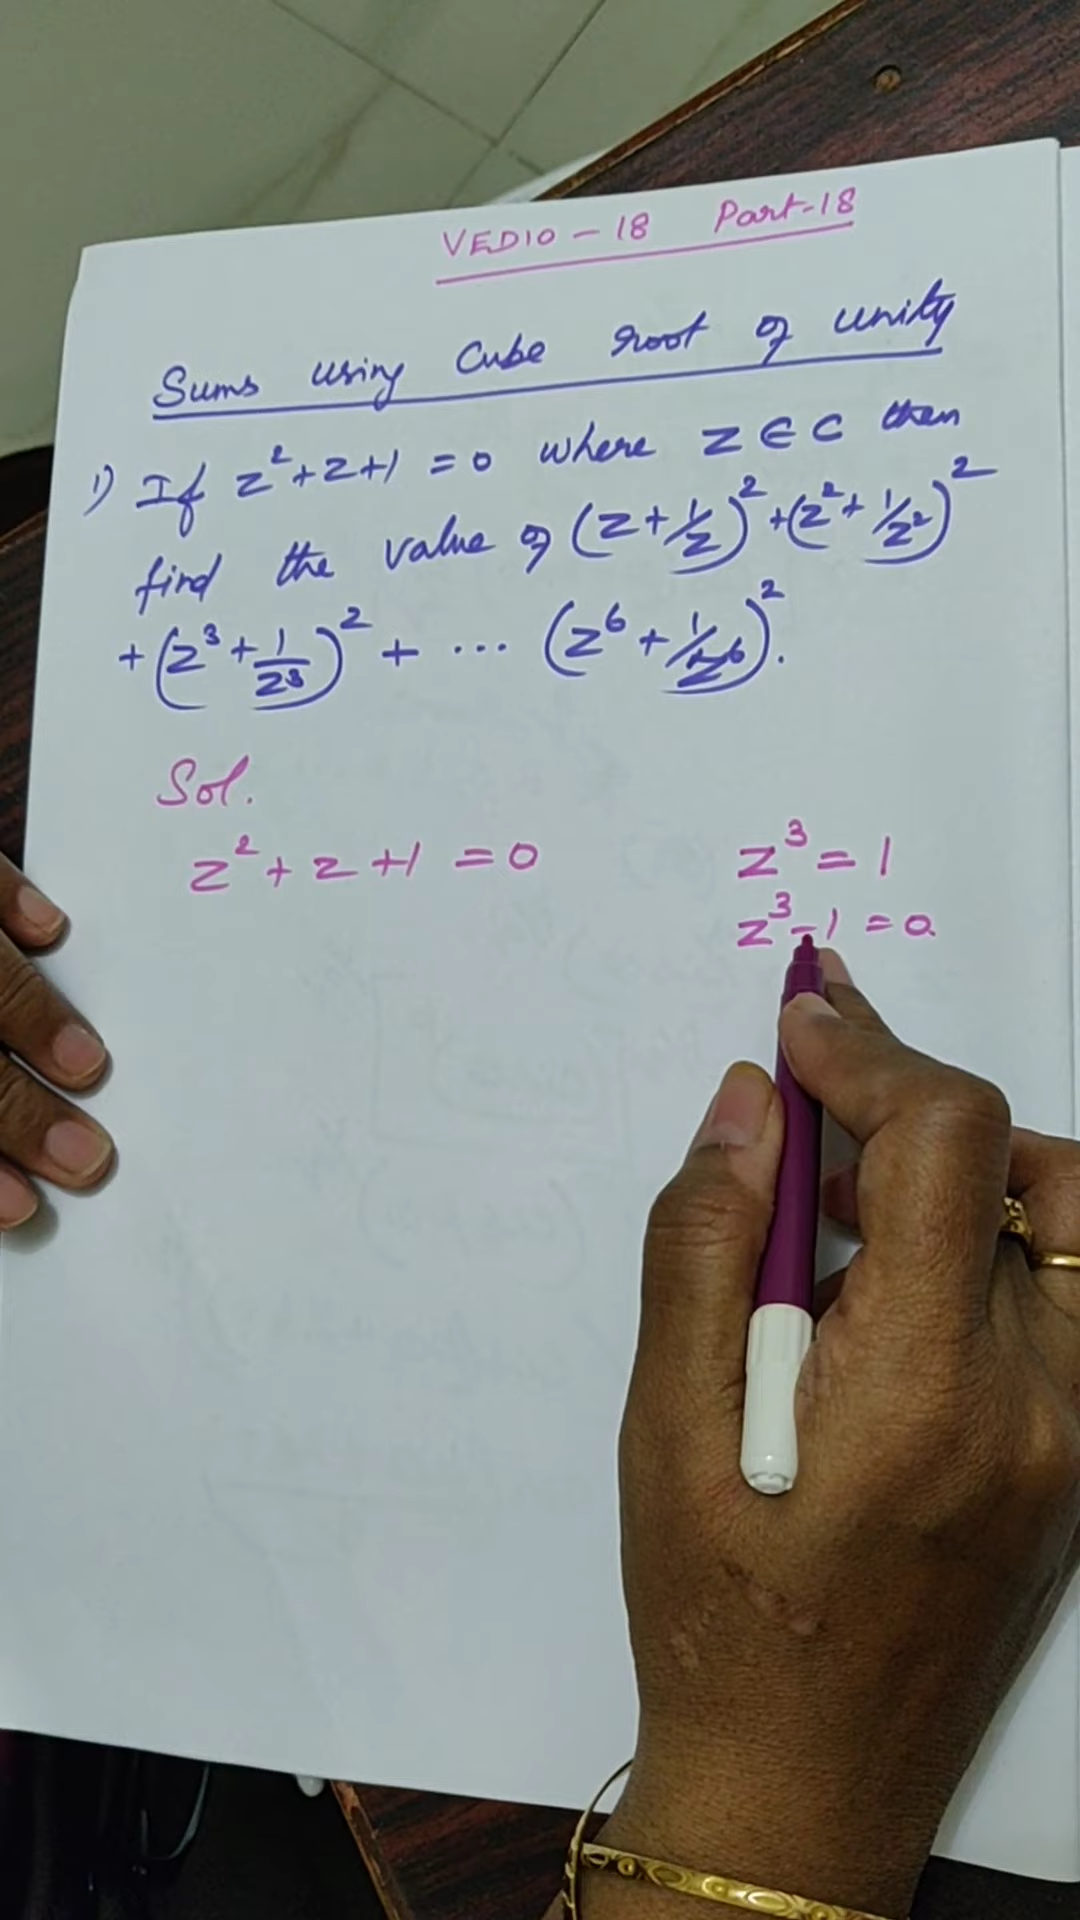 VEDIO - 18 Part-18
Sums using Cube root of unity
1) If z² + z + 1 = 0 where z ∈ C then
find the value of (z + 1/z)² + (z² + 1/z²)²
+ (z³ + 1/z³)² + ... (z⁶ + 1/z⁶)².
Sol.
z² + z + 1 = 0 z³ = 1
z³ - 1 = 0